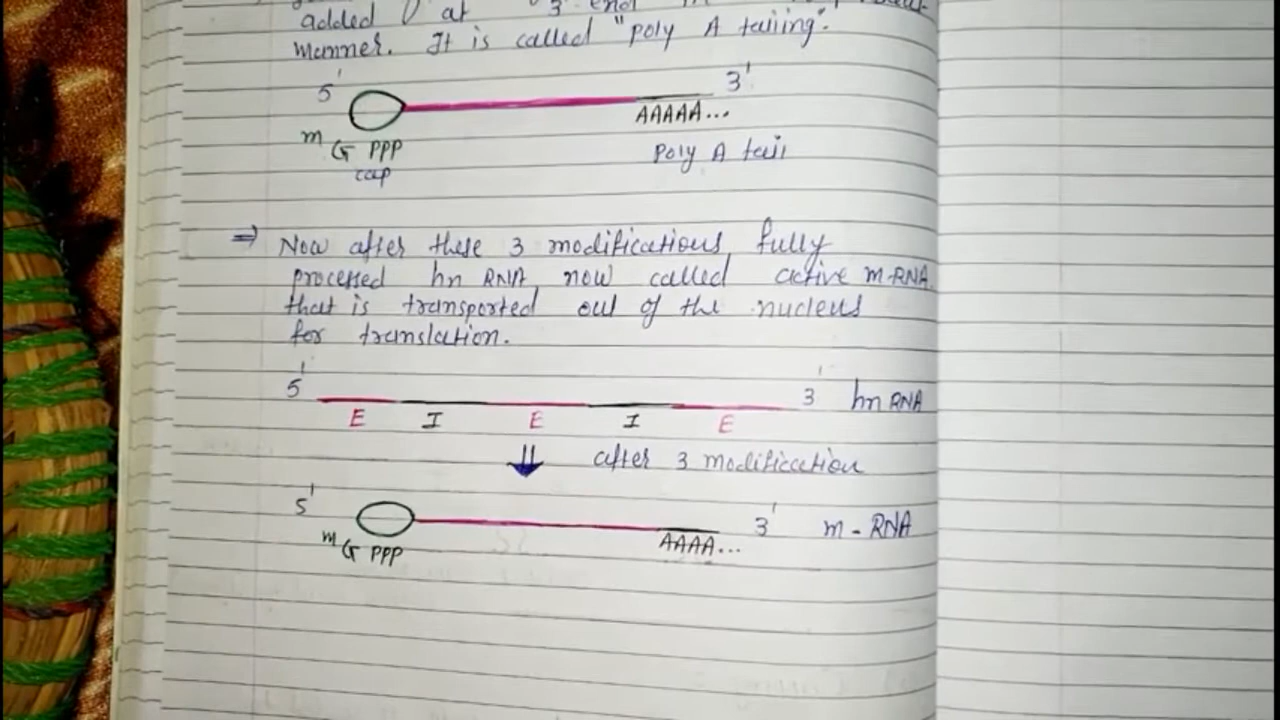 added at 3' end
manner. It is called "poly A tailing".
5' 3'
AAAAA...
m G PPP Poly A tail
cap
⇒ Now after these 3 modifications fully
processed hn RNA now called active m-RNA
that is transported out of the nucleus
for translation.
5' 3' hn RNA
E I E I E
⇓ after 3 modification
5' 3' m-RNA
m G PPP AAAA...